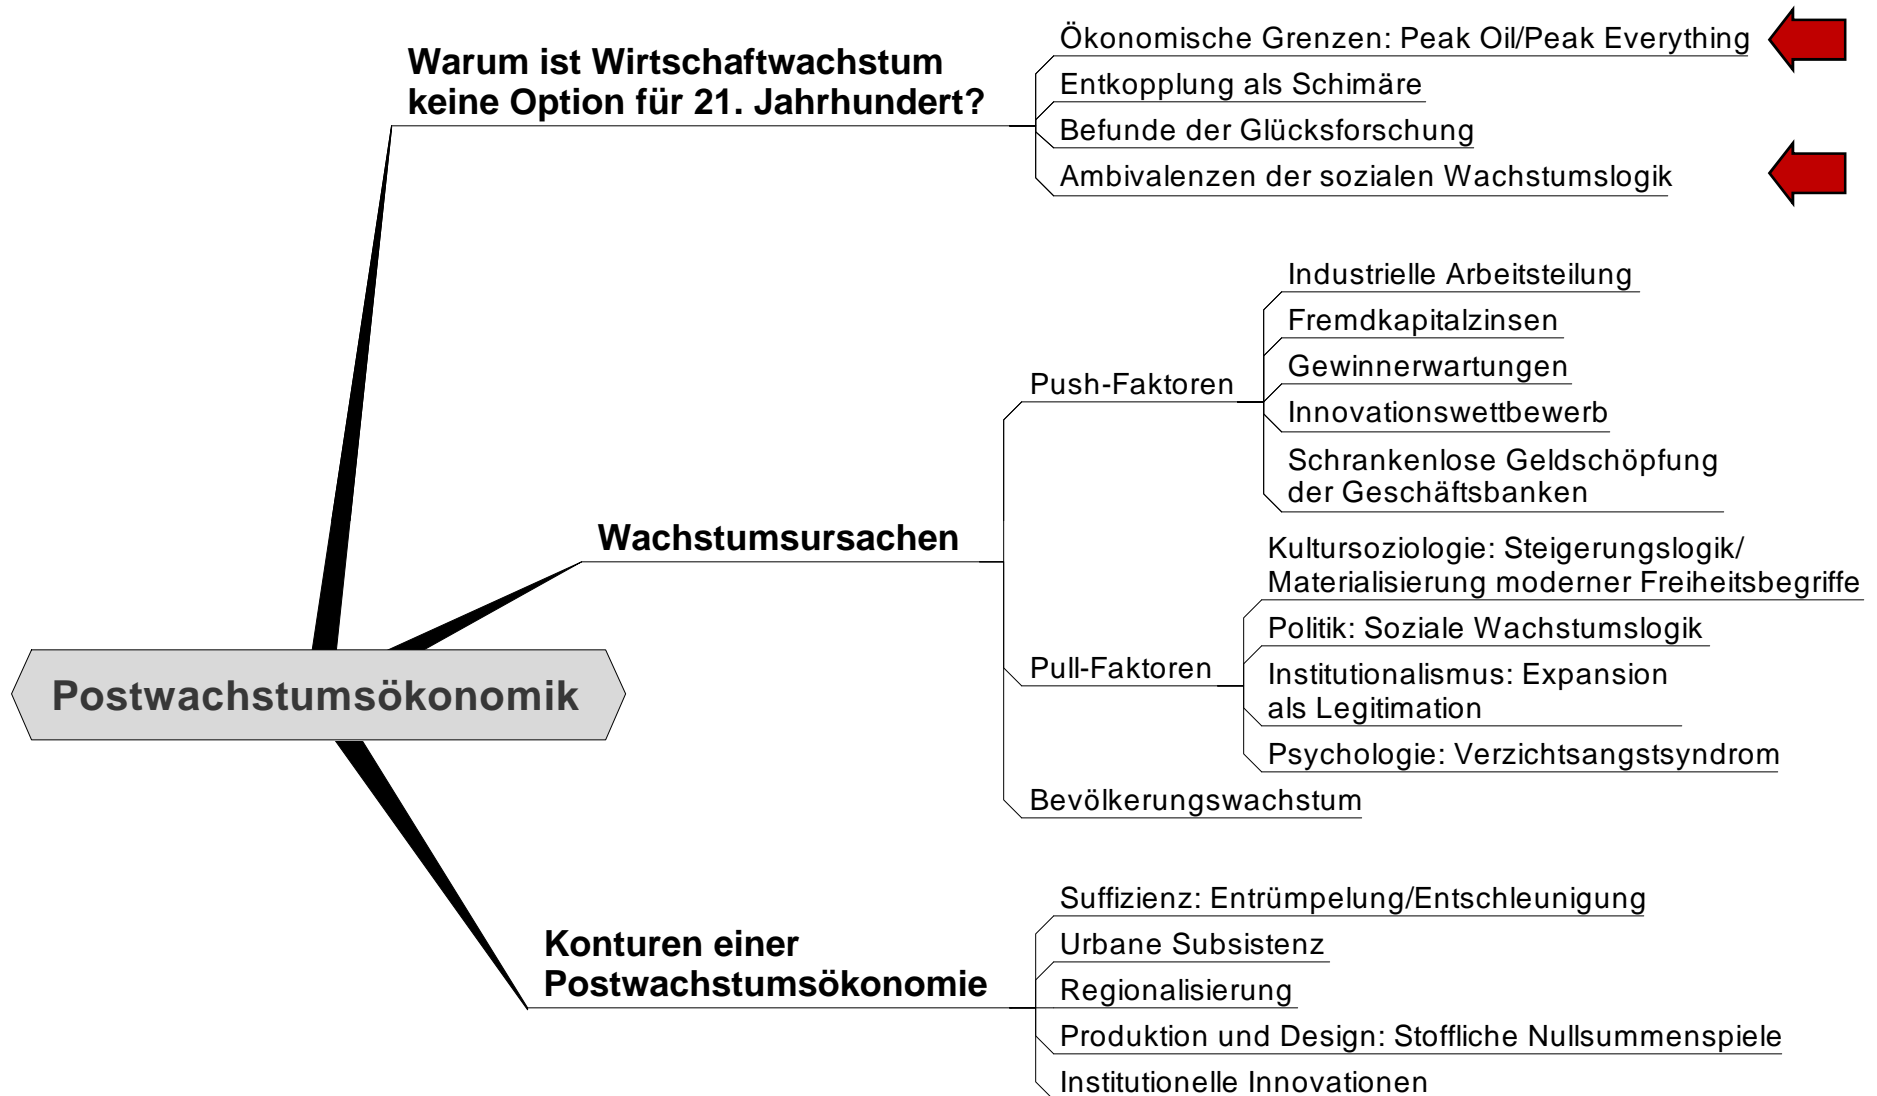 Warum ist Wirtschaftwachstum
keine Option für 21. Jahrhundert?
Ökonomische Grenzen: Peak Oil/Peak Everything
Entkopplung als Schimäre
Befunde der Glücksforschung
Ambivalenzen der sozialen Wachstumslogik
Postwachstumsökonomik
Wachstumsursachen
Push-Faktoren
Industrielle Arbeitsteilung
Fremdkapitalzinsen
Gewinnerwartungen
Innovationswettbewerb
Schrankenlose Geldschöpfung
der Geschäftsbanken
Pull-Faktoren
Kultursoziologie: Steigerungslogik/
Materialisierung moderner Freiheitsbegriffe
Politik: Soziale Wachstumslogik
Institutionalismus: Expansion
als Legitimation
Psychologie: Verzichtsangstsyndrom
Bevölkerungswachstum
Konturen einer
Postwachstumsökonomie
Suffizienz: Entrümpelung/Entschleunigung
Urbane Subsistenz
Regionalisierung
Produktion und Design: Stoffliche Nullsummenspiele
Institutionelle Innovationen